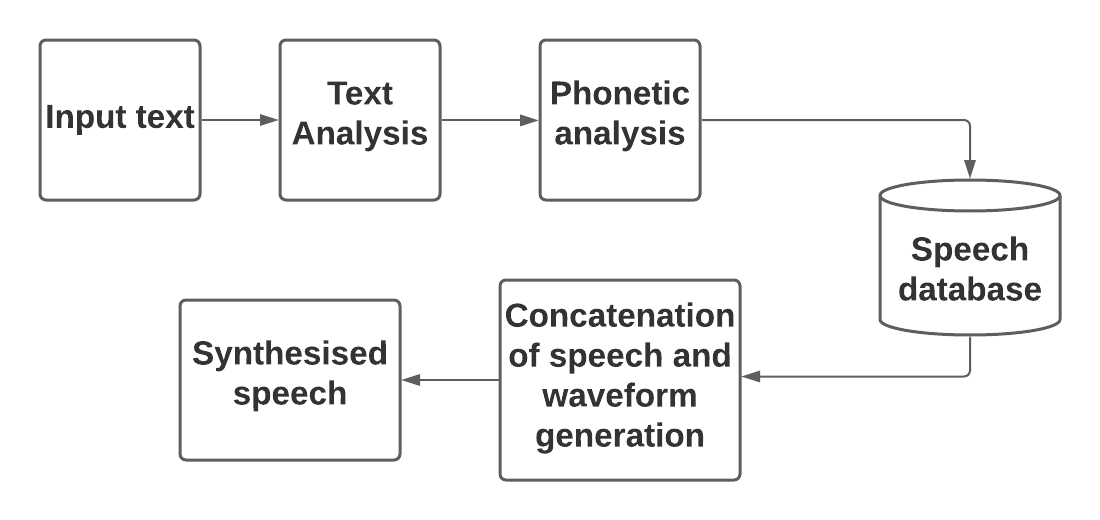 Input text
Text
Analysis
Phonetic
analysis
Speech
database
Concatenation
of speech and
waveform
generation
Synthesised
speech